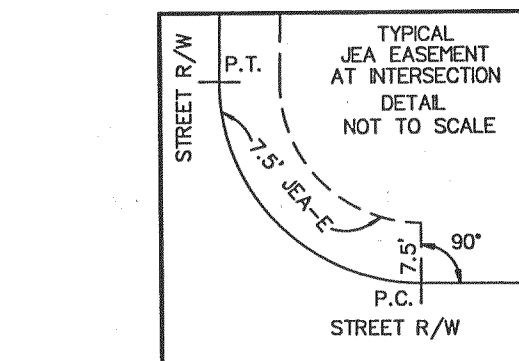 TYPICAL
JEA EASEMENT
AT INTERSECTION
DETAIL
NOT TO SCALE
STREET R/W
P.T.
7.5' JEA-E
7.5'
90°
P.C.
STREET R/W